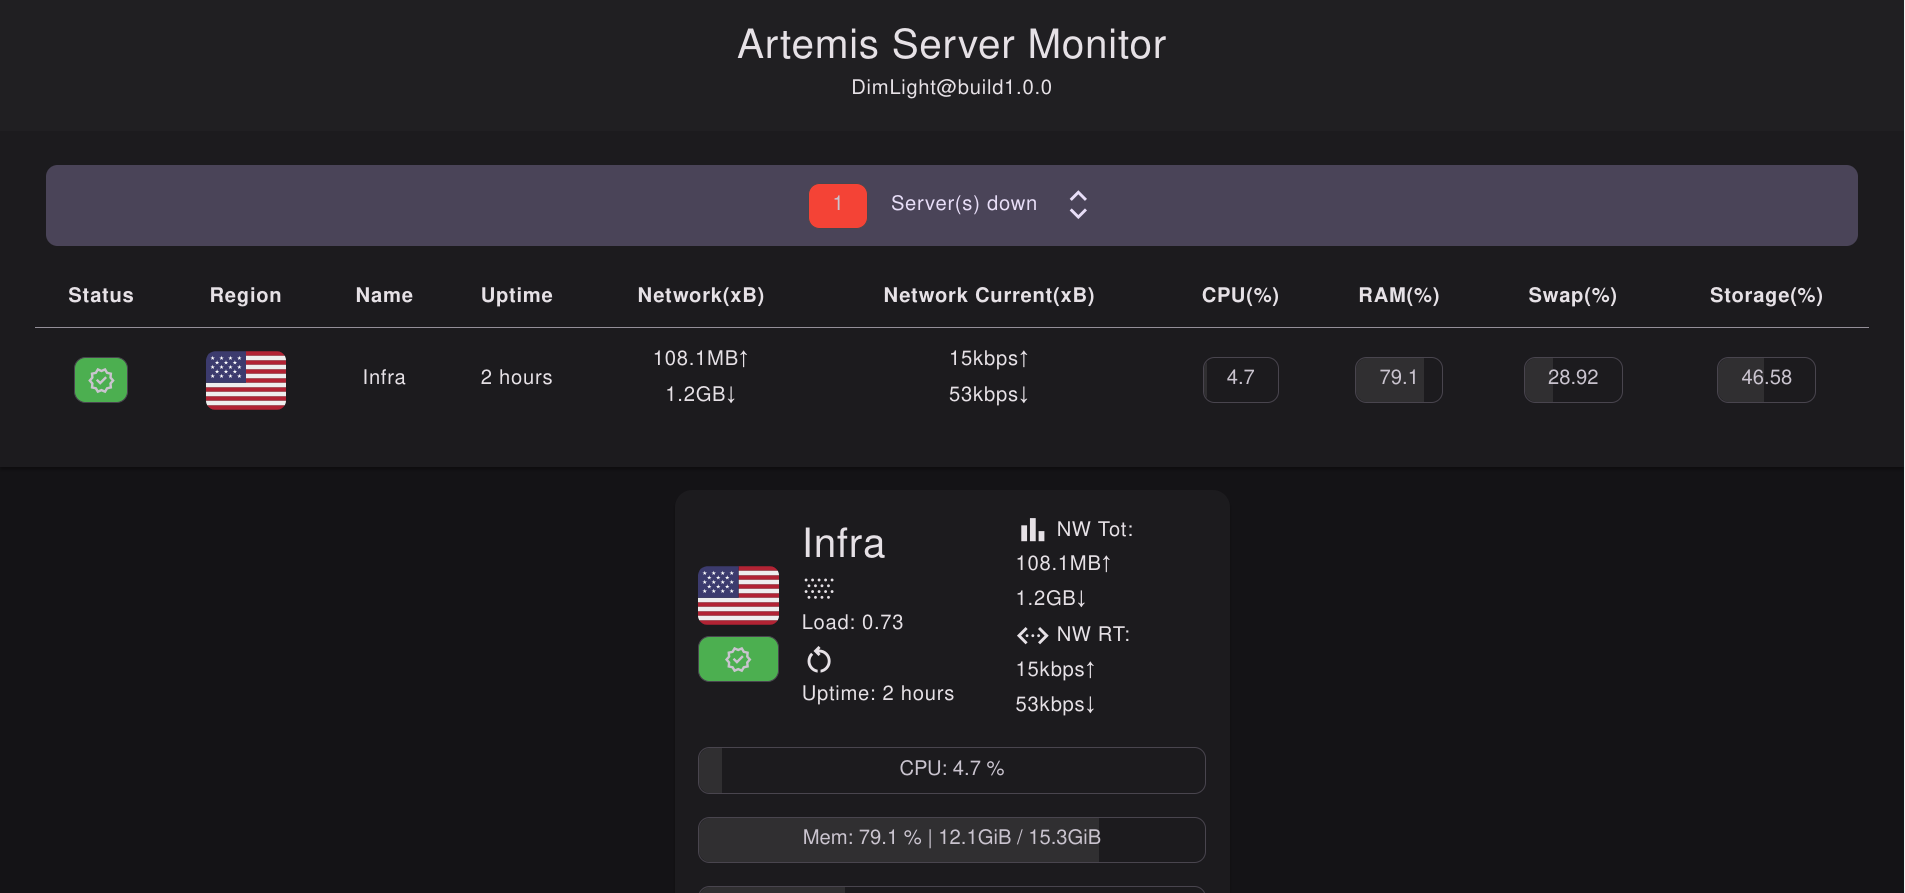 Artemis Server Monitor
DimLight@build1.0.0
1 Server(s) down
Status Region Name Uptime Network(xB) Network Current(xB) CPU(%) RAM(%) Swap(%) Storage(%)
Infra 2 hours 108.1MB↑ 15kbps↑ 4.7 79.1 28.92 46.58
1.2GB↓ 53kbps↓
Infra
Load: 0.73
Uptime: 2 hours
NW Tot:
108.1MB↑
1.2GB↓
NW RT:
15kbps↑
53kbps↓
CPU: 4.7 %
Mem: 79.1 % | 12.1GiB / 15.3GiB